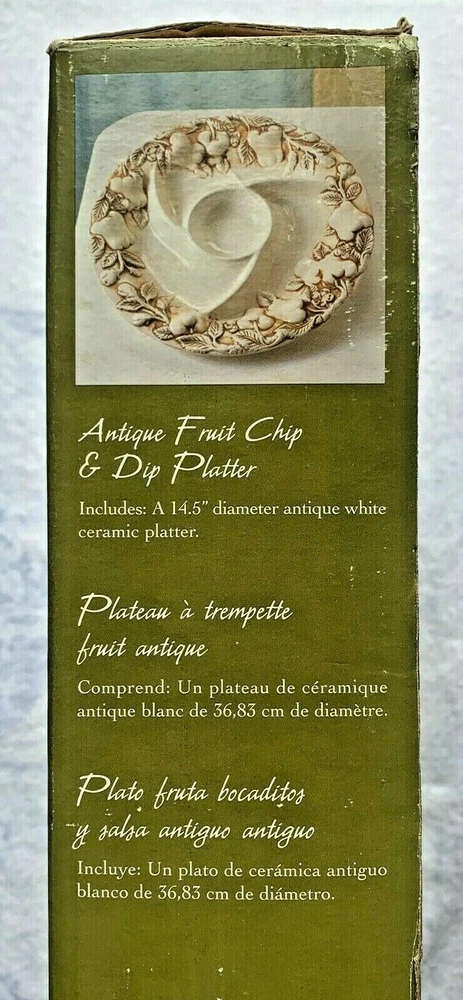 Antique Fruit Chip
& Dip Platter
Includes: A 14.5” diameter antique white
ceramic platter.
Plateau à trempette
fruit antique
Comprend: Un plateau de céramique
antique blanc de 36,83 cm de diamètre.
Plato fruta bocaditos
y salsa antiguo antiguo
Incluye: Un plato de cerámica antiguo
blanco de 36,83 cm de diámetro.